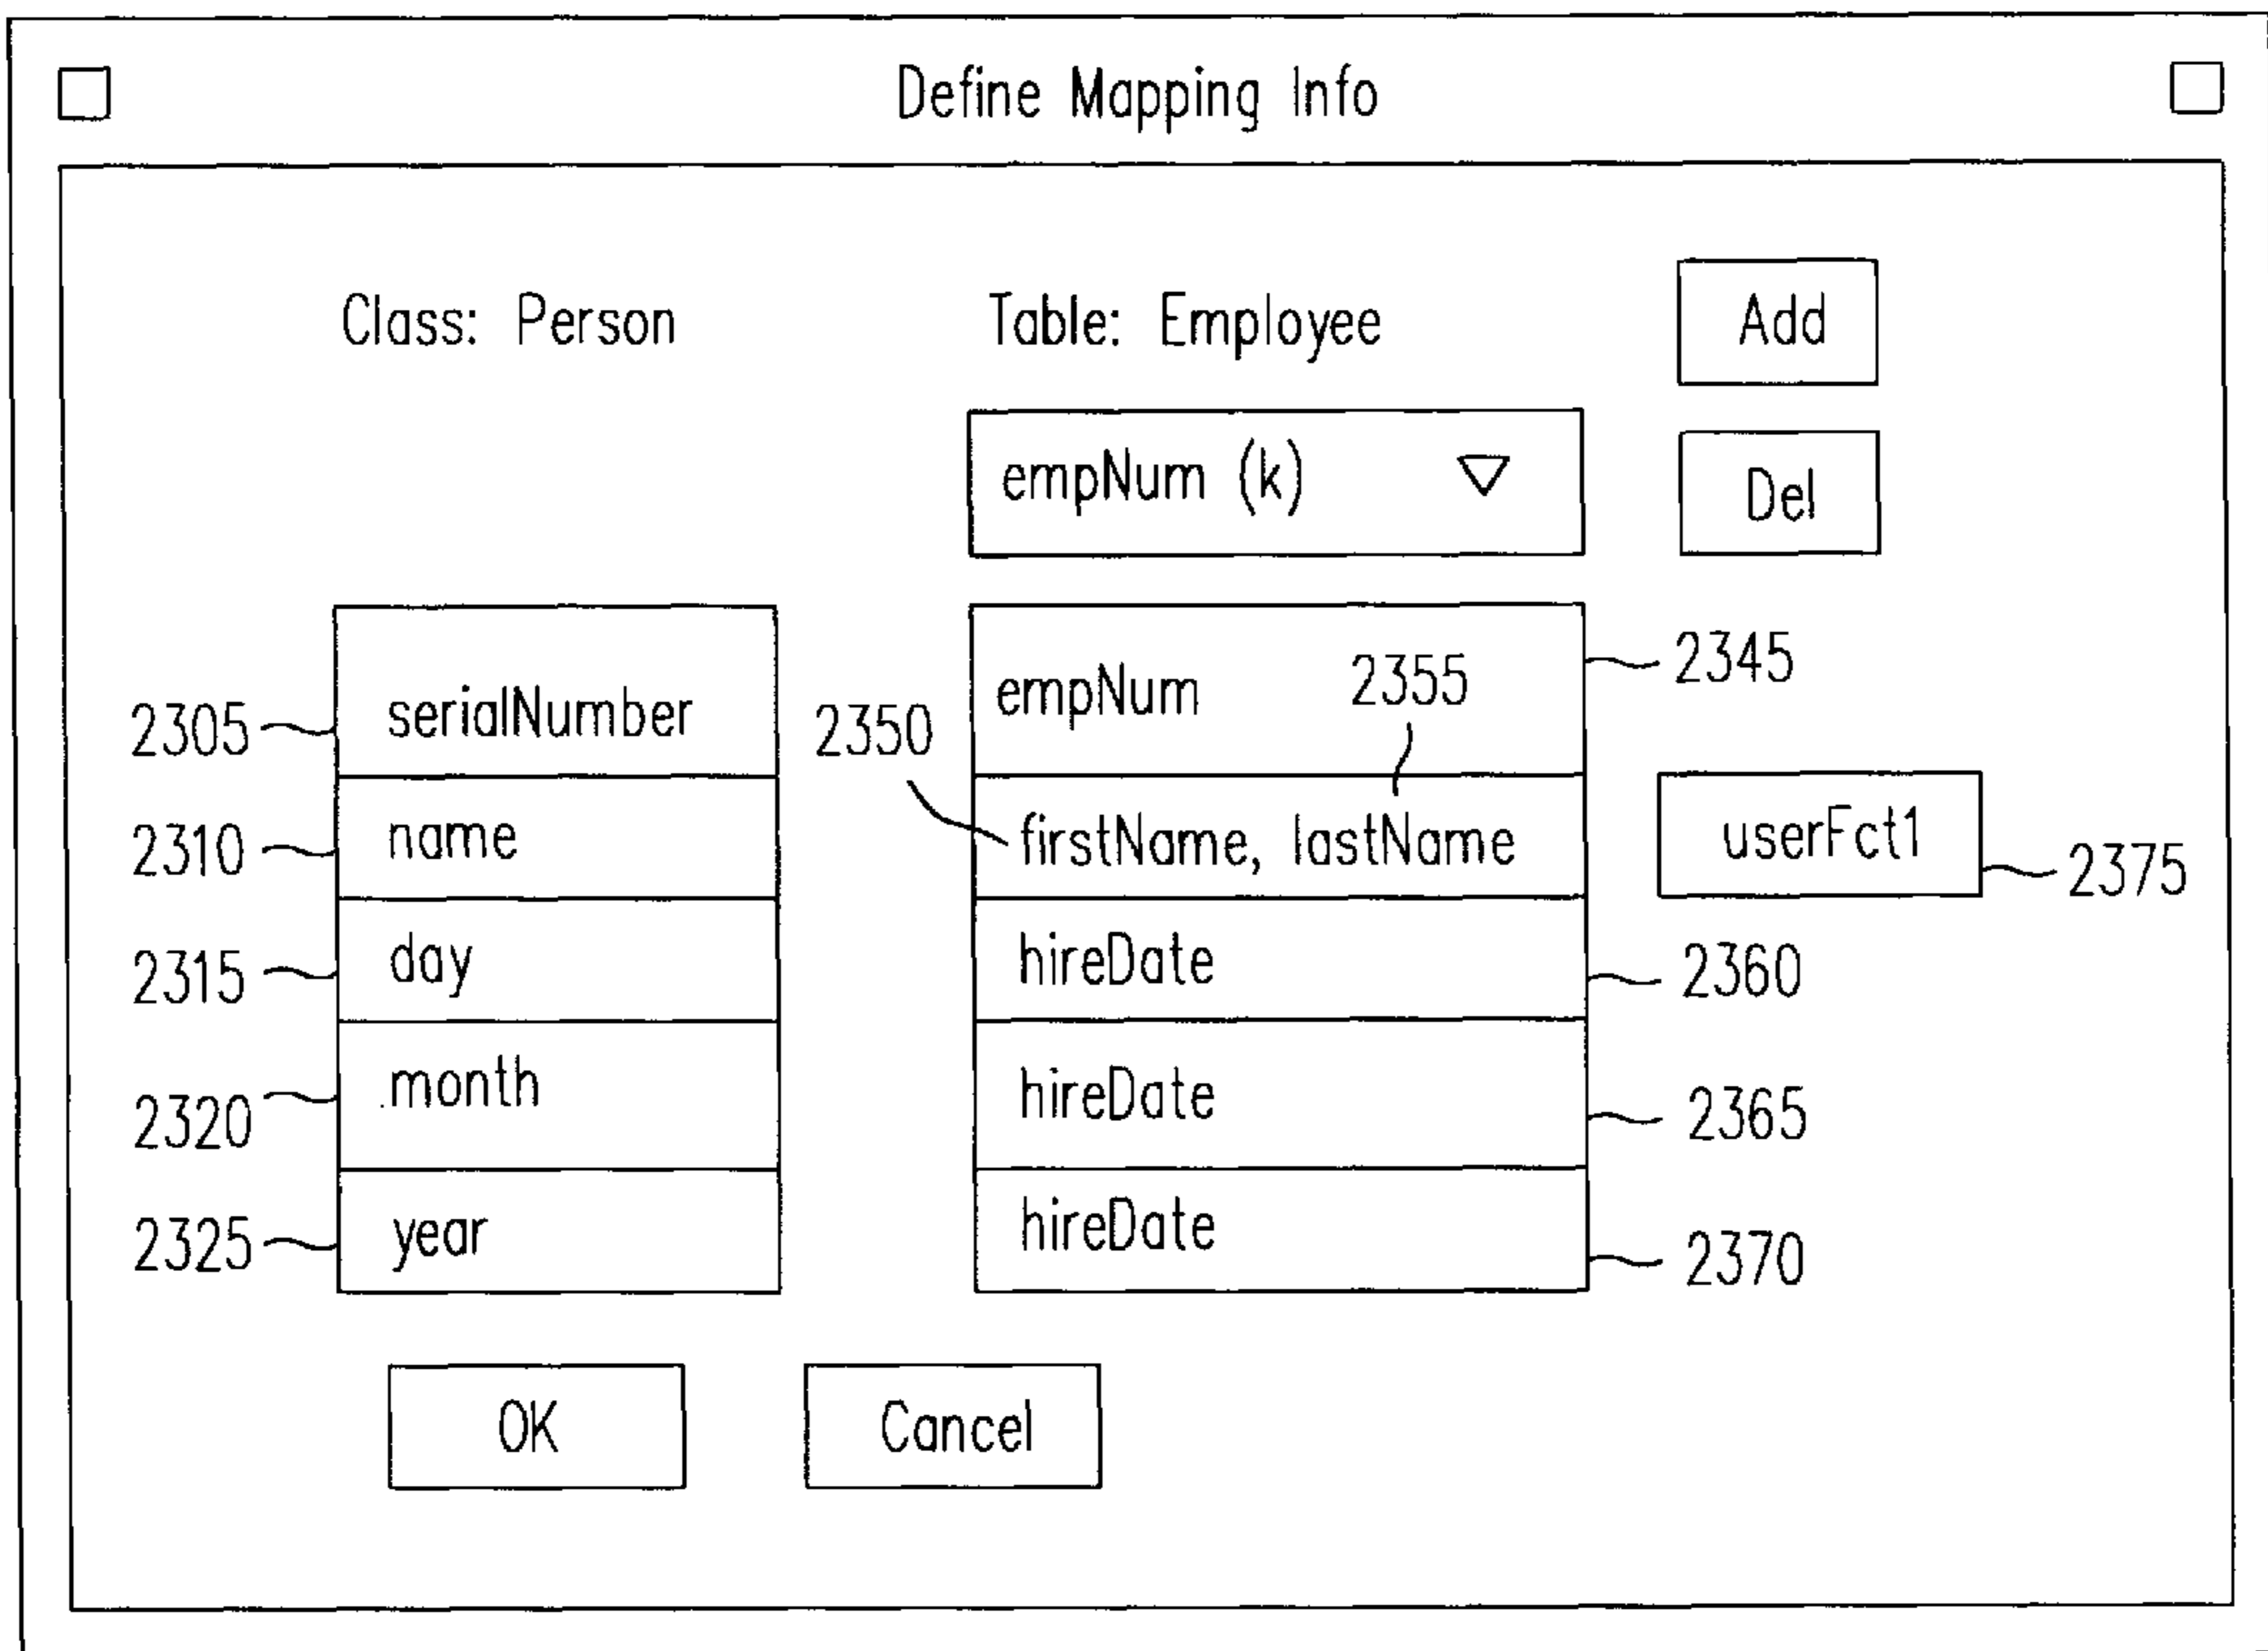 Define Mapping Info
Class: Person
Table: Employee
Add
empNum (k)
Del
2305
serialNumber
2350
empNum
2355
2345
2310
name
firstName, lastName
userFct1
2375
2315
day
hireDate
2360
2320
month
hireDate
2365
2325
year
hireDate
2370
OK
Cancel